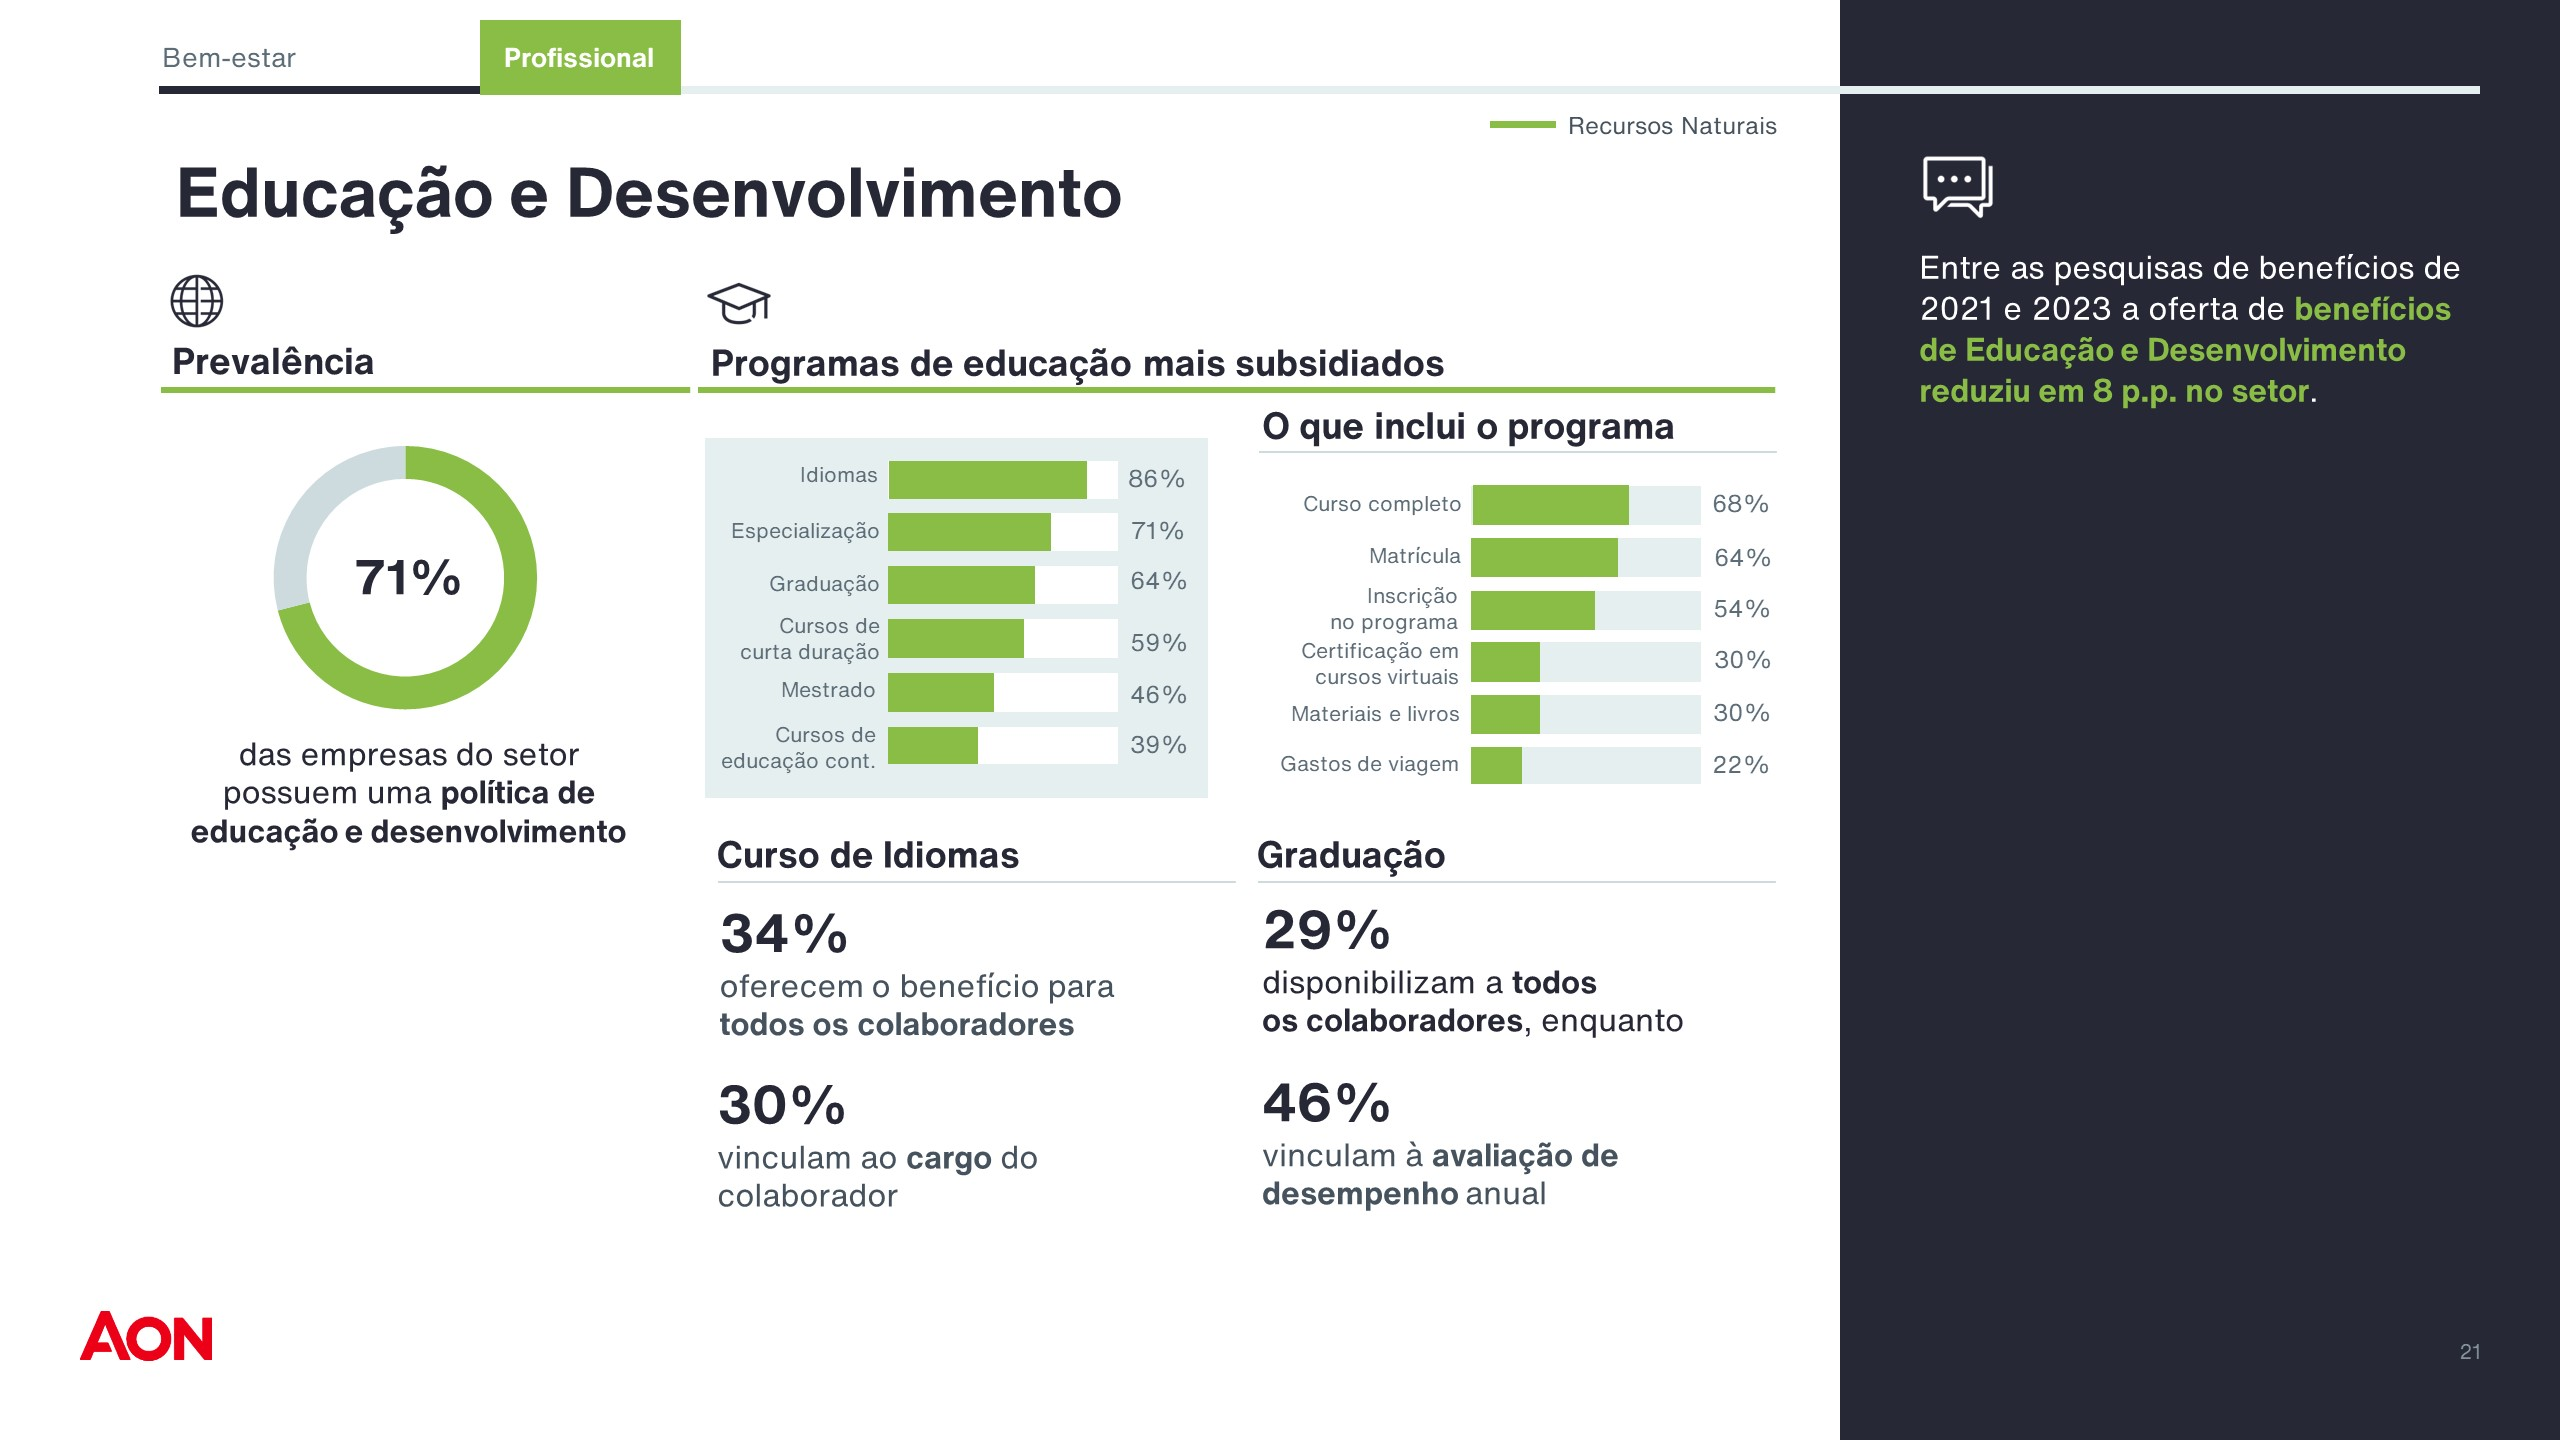 Bem-estar
Profissional
Recursos Naturais
Educação e Desenvolvimento
Prevalência
71%
das empresas do setor
possuem uma política de
educação e desenvolvimento
Programas de educação mais subsidiados
Idiomas 86%
Especialização 71%
Graduação 64%
Cursos de
curta duração 59%
Mestrado 46%
Cursos de
educação cont. 39%
O que inclui o programa
Curso completo 68%
Matrícula 64%
Inscrição
no programa 54%
Certificação em
cursos virtuais 30%
Materiais e livros 30%
Gastos de viagem 22%
Curso de Idiomas
34%
oferecem o benefício para
todos os colaboradores
30%
vinculam ao cargo do
colaborador
Graduação
29%
disponibilizam a todos
os colaboradores, enquanto
46%
vinculam à avaliação de
desempenho anual
Entre as pesquisas de benefícios de
2021 e 2023 a oferta de benefícios
de Educação e Desenvolvimento
reduziu em 8 p.p. no setor.
AON
21